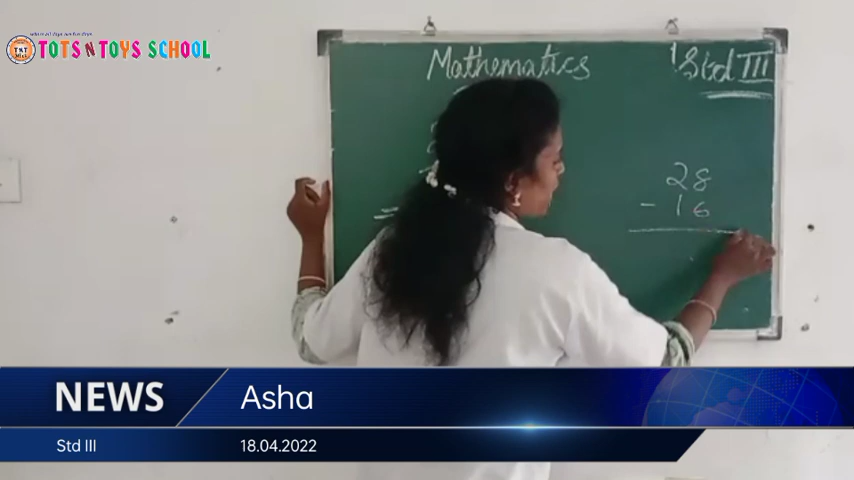 TOTS N TOYS SCHOOL
Mathematics
Std III
28
- 16
NEWS
Asha
Std III
18.04.2022